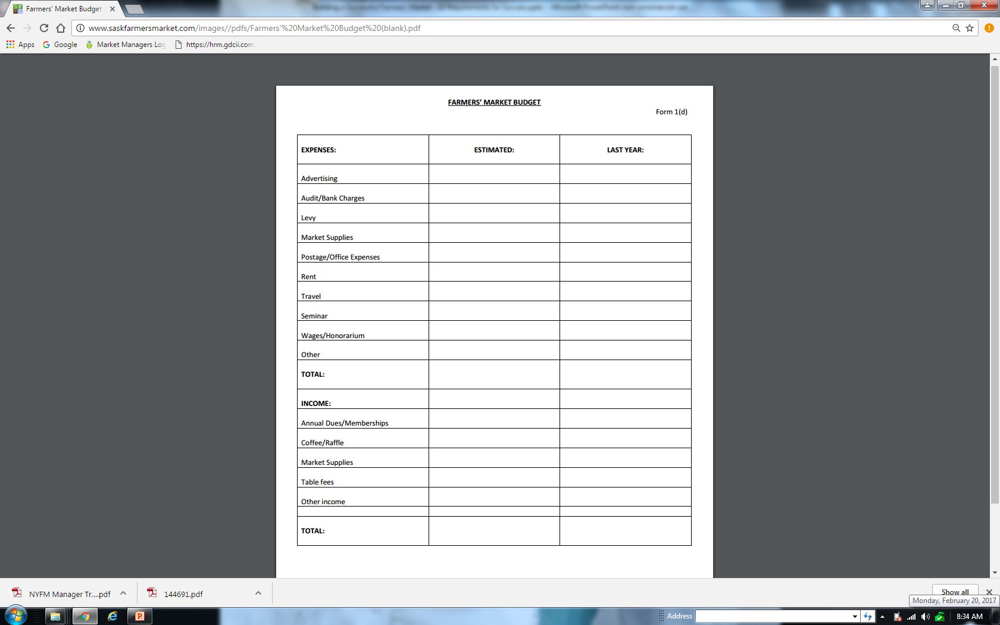 Farmers' Market Budget
www.saskfarmersmarket.com/images//pdfs/Farmers'%20Market%20Budget%20(blank).pdf
Apps Google Market Managers Log https://hrm.gdcii.com
FARMERS’ MARKET BUDGET
Form 1(d)
EXPENSES: ESTIMATED: LAST YEAR:
Advertising
Audit/Bank Charges
Levy
Market Supplies
Postage/Office Expenses
Rent
Travel
Seminar
Wages/Honorarium
Other
TOTAL:
INCOME:
Annual Dues/Memberships
Coffee/Raffle
Market Supplies
Table fees
Other income
TOTAL:
NYFM Manager Tr....pdf 144691.pdf Show all
Monday, February 20, 2017
Address 8:34 AM